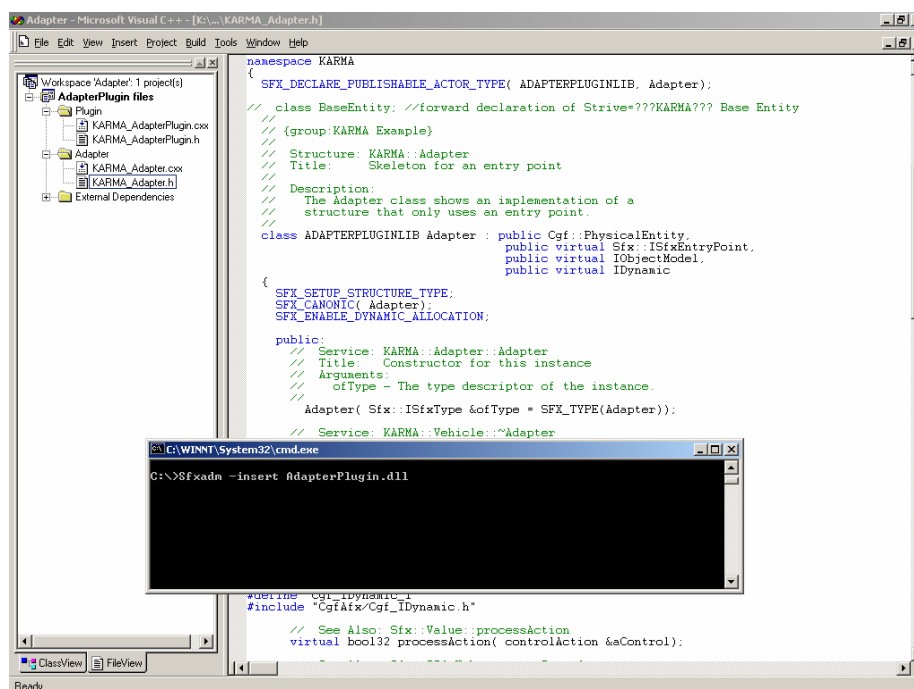 Adapter - Microsoft Visual C++ - [K:\...\KARMA_Adapter.h]
File Edit View Insert Project Build Tools Window Help
Workspace 'Adapter': 1 project(s)
AdapterPlugin files
Plugin
KARMA_AdapterPlugin.cxx
KARMA_AdapterPlugin.h
Adapter
KARMA_Adapter.cxx
KARMA_Adapter.h
External Dependencies
ClassView FileView
namespace KARMA
{
SFX_DECLARE_PUBLISHABLE_ACTOR_TYPE( ADAPTERPLUGINLIB, Adapter);
// class BaseEntity; //forward declaration of Strive=???KARMA??? Base Entity
//
// {group:KARMA Example}
//
// Structure: KARMA::Adapter
// Title: Skeleton for an entry point
//
// Description:
// The Adapter class shows an implementation of a
// structure that only uses an entry point.
//
class ADAPTERPLUGINLIB Adapter : public Cgf::PhysicalEntity,
public virtual Sfx::ISfxEntryPoint,
public virtual IObjectModel,
public virtual IDynamic
{
SFX_SETUP_STRUCTURE_TYPE;
SFX_CANONIC( Adapter);
SFX_ENABLE_DYNAMIC_ALLOCATION;
public:
// Service: KARMA::Adapter::Adapter
// Title: Constructor for this instance
// Arguments:
// ofType - The type descriptor of the instance.
//
Adapter( Sfx::ISfxType &ofType = SFX_TYPE(Adapter));
// Service: KARMA::Vehicle::~Adapter
C:\WINNT\System32\cmd.exe
C:\>Sfxadm -insert AdapterPlugin.dll
#define Cgf_IDynamic_I
#include "CgfAfx/Cgf_IDynamic.h"
// See Also: Sfx::Value::processAction
virtual bool32 processAction( controlAction &aControl);
Ready